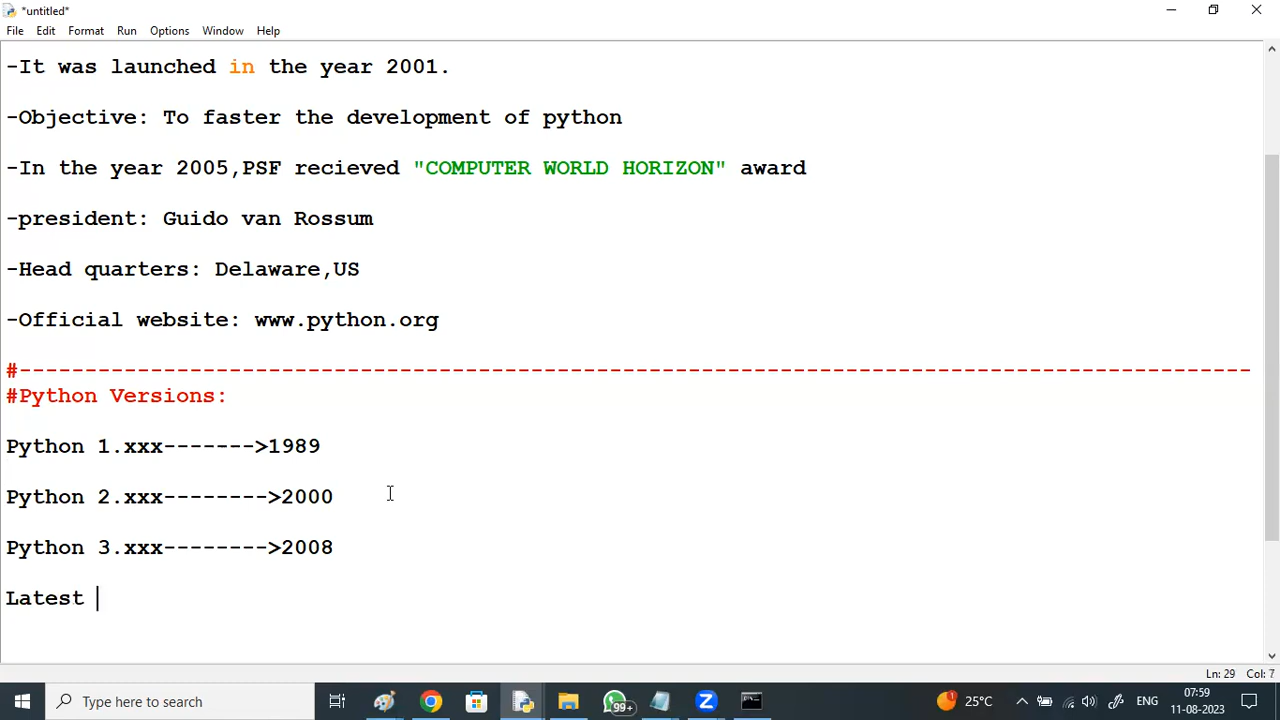 *untitled*
File Edit Format Run Options Window Help
-It was launched in the year 2001.
-Objective: To faster the development of python
-In the year 2005,PSF recieved "COMPUTER WORLD HORIZON" award
-president: Guido van Rossum
-Head quarters: Delaware,US
-Official website: www.python.org
#-----------------------------------------------------------------------------------------------
#Python Versions:
Python 1.xxx------->1989
Python 2.xxx-------->2000
Python 3.xxx-------->2008
Latest
Ln: 29 Col: 7
Type here to search
99+
1
25°C
ENG
07:59
11-08-2023